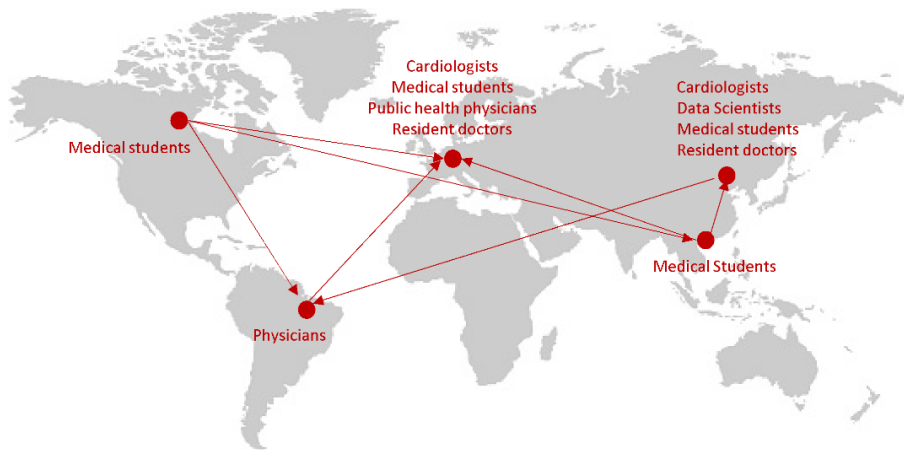 Cardiologists
Medical students
Public health physicians
Resident doctors
Cardiologists
Data Scientists
Medical students
Resident doctors
Medical students
Medical Students
Physicians